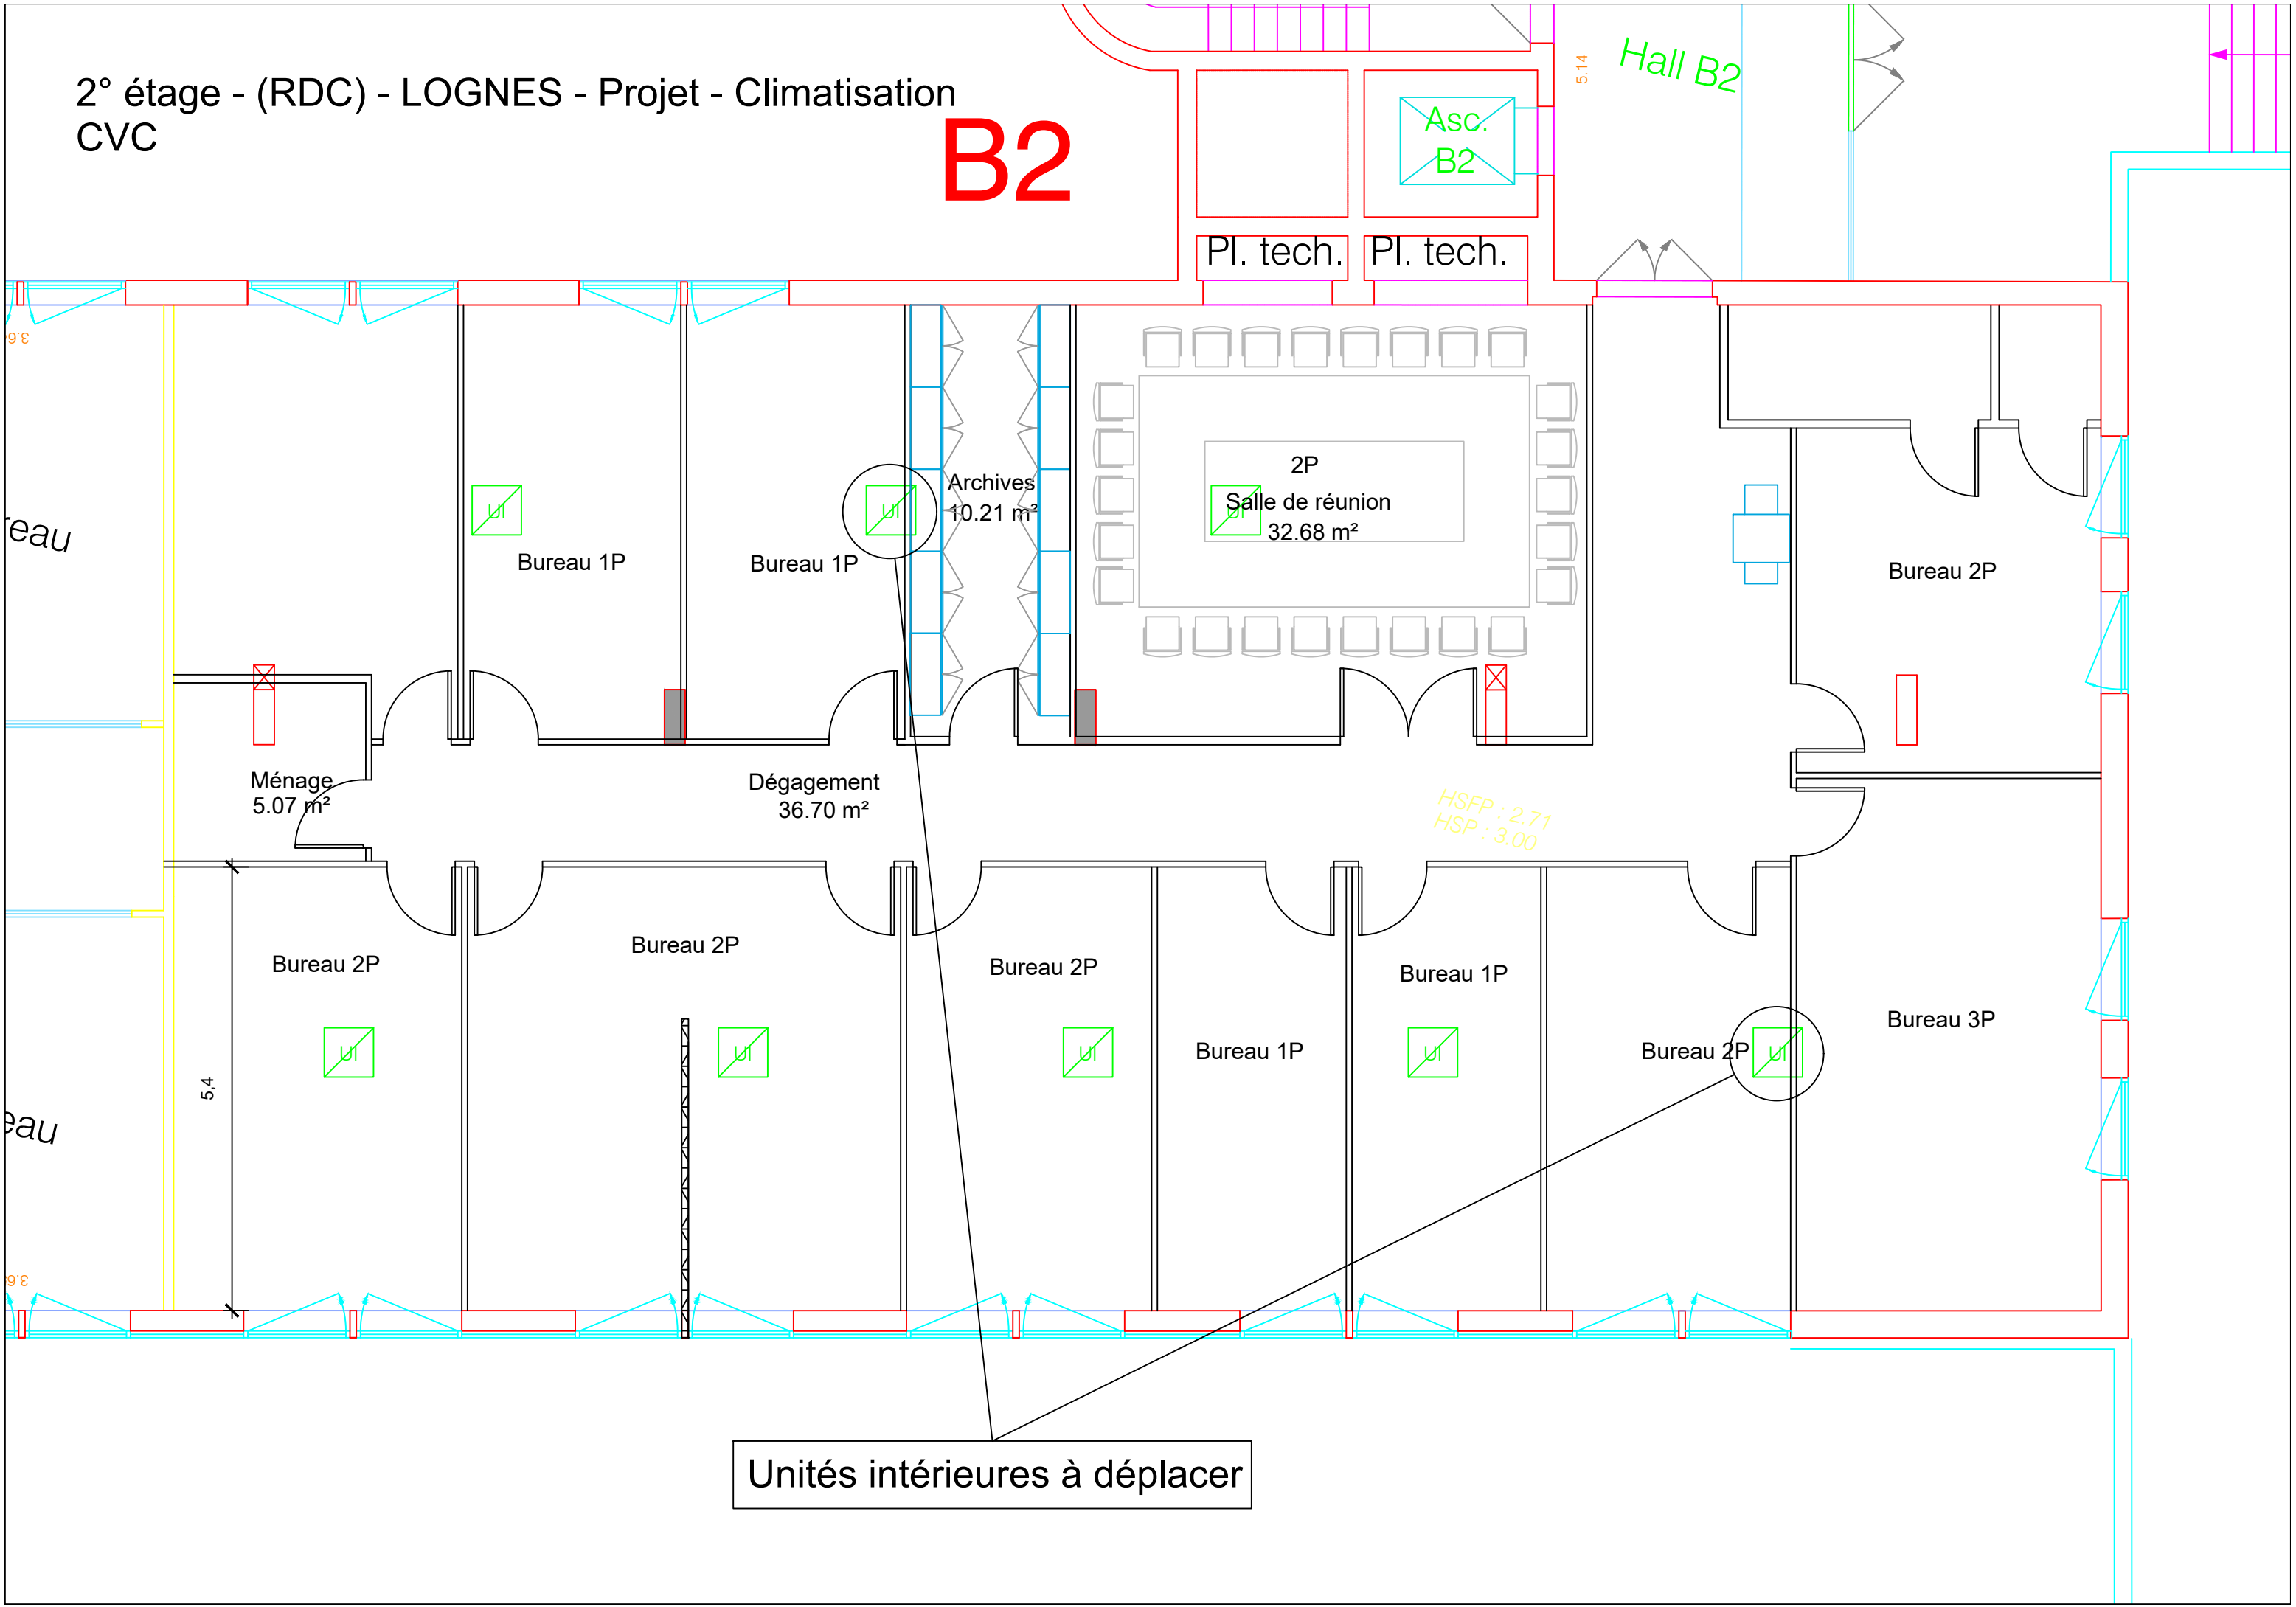 2° étage - (RDC) - LOGNES - Projet - Climatisation
CVC
B2
5.14
Hall B2
Asc.
B2
Pl. tech.
Pl. tech.
3.6
eau
UI
Bureau 1P
UI
Bureau 1P
Archives
10.21 m²
2P
Salle de réunion
UI
32.68 m²
Bureau 2P
Ménage
5.07 m²
Dégagement
36.70 m²
HSFP : 2.71
HSP : 3.00
Bureau 2P
Bureau 2P
Bureau 2P
Bureau 1P
Bureau 1P
Bureau 2P
Bureau 3P
UI
UI
UI
UI
UI
5,4
eau
3.6
Unités intérieures à déplacer